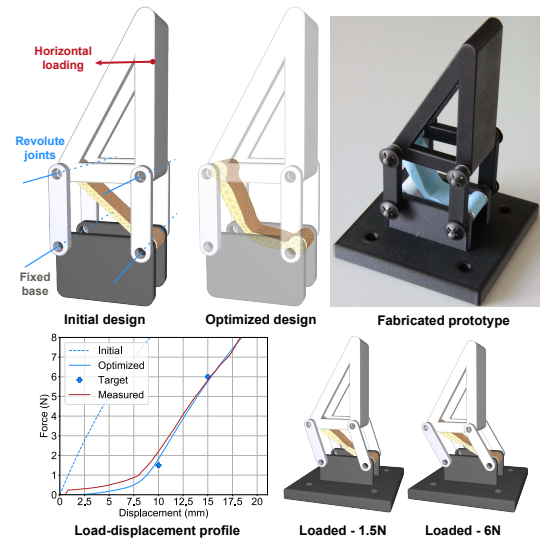 Horizontal
loading
Revolute
joints
Fixed
base
Initial design
Optimized design
Fabricated prototype
8
7
6
5
4
3
2
1
0
Force (N)
Initial
Optimized
Target
Measured
0 2,5 5 7,5 10 12,5 15 17,5 20
Displacement (mm)
Load-displacement profile
Loaded - 1.5N
Loaded - 6N